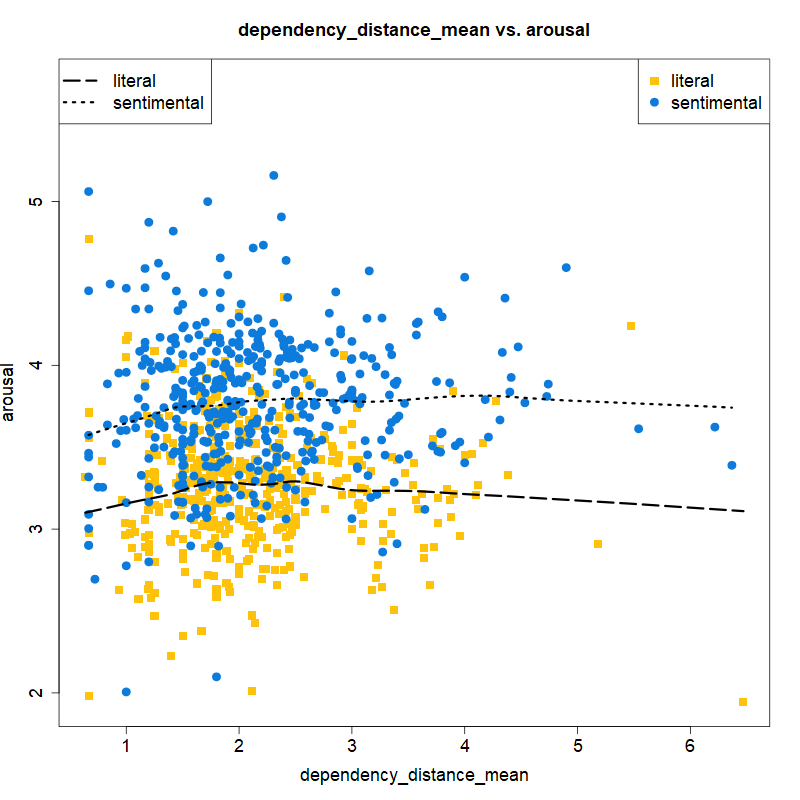 dependency_distance_mean vs. arousal
literal
sentimental
literal
sentimental
5
4
3
2
arousal
1 2 3 4 5 6
dependency_distance_mean